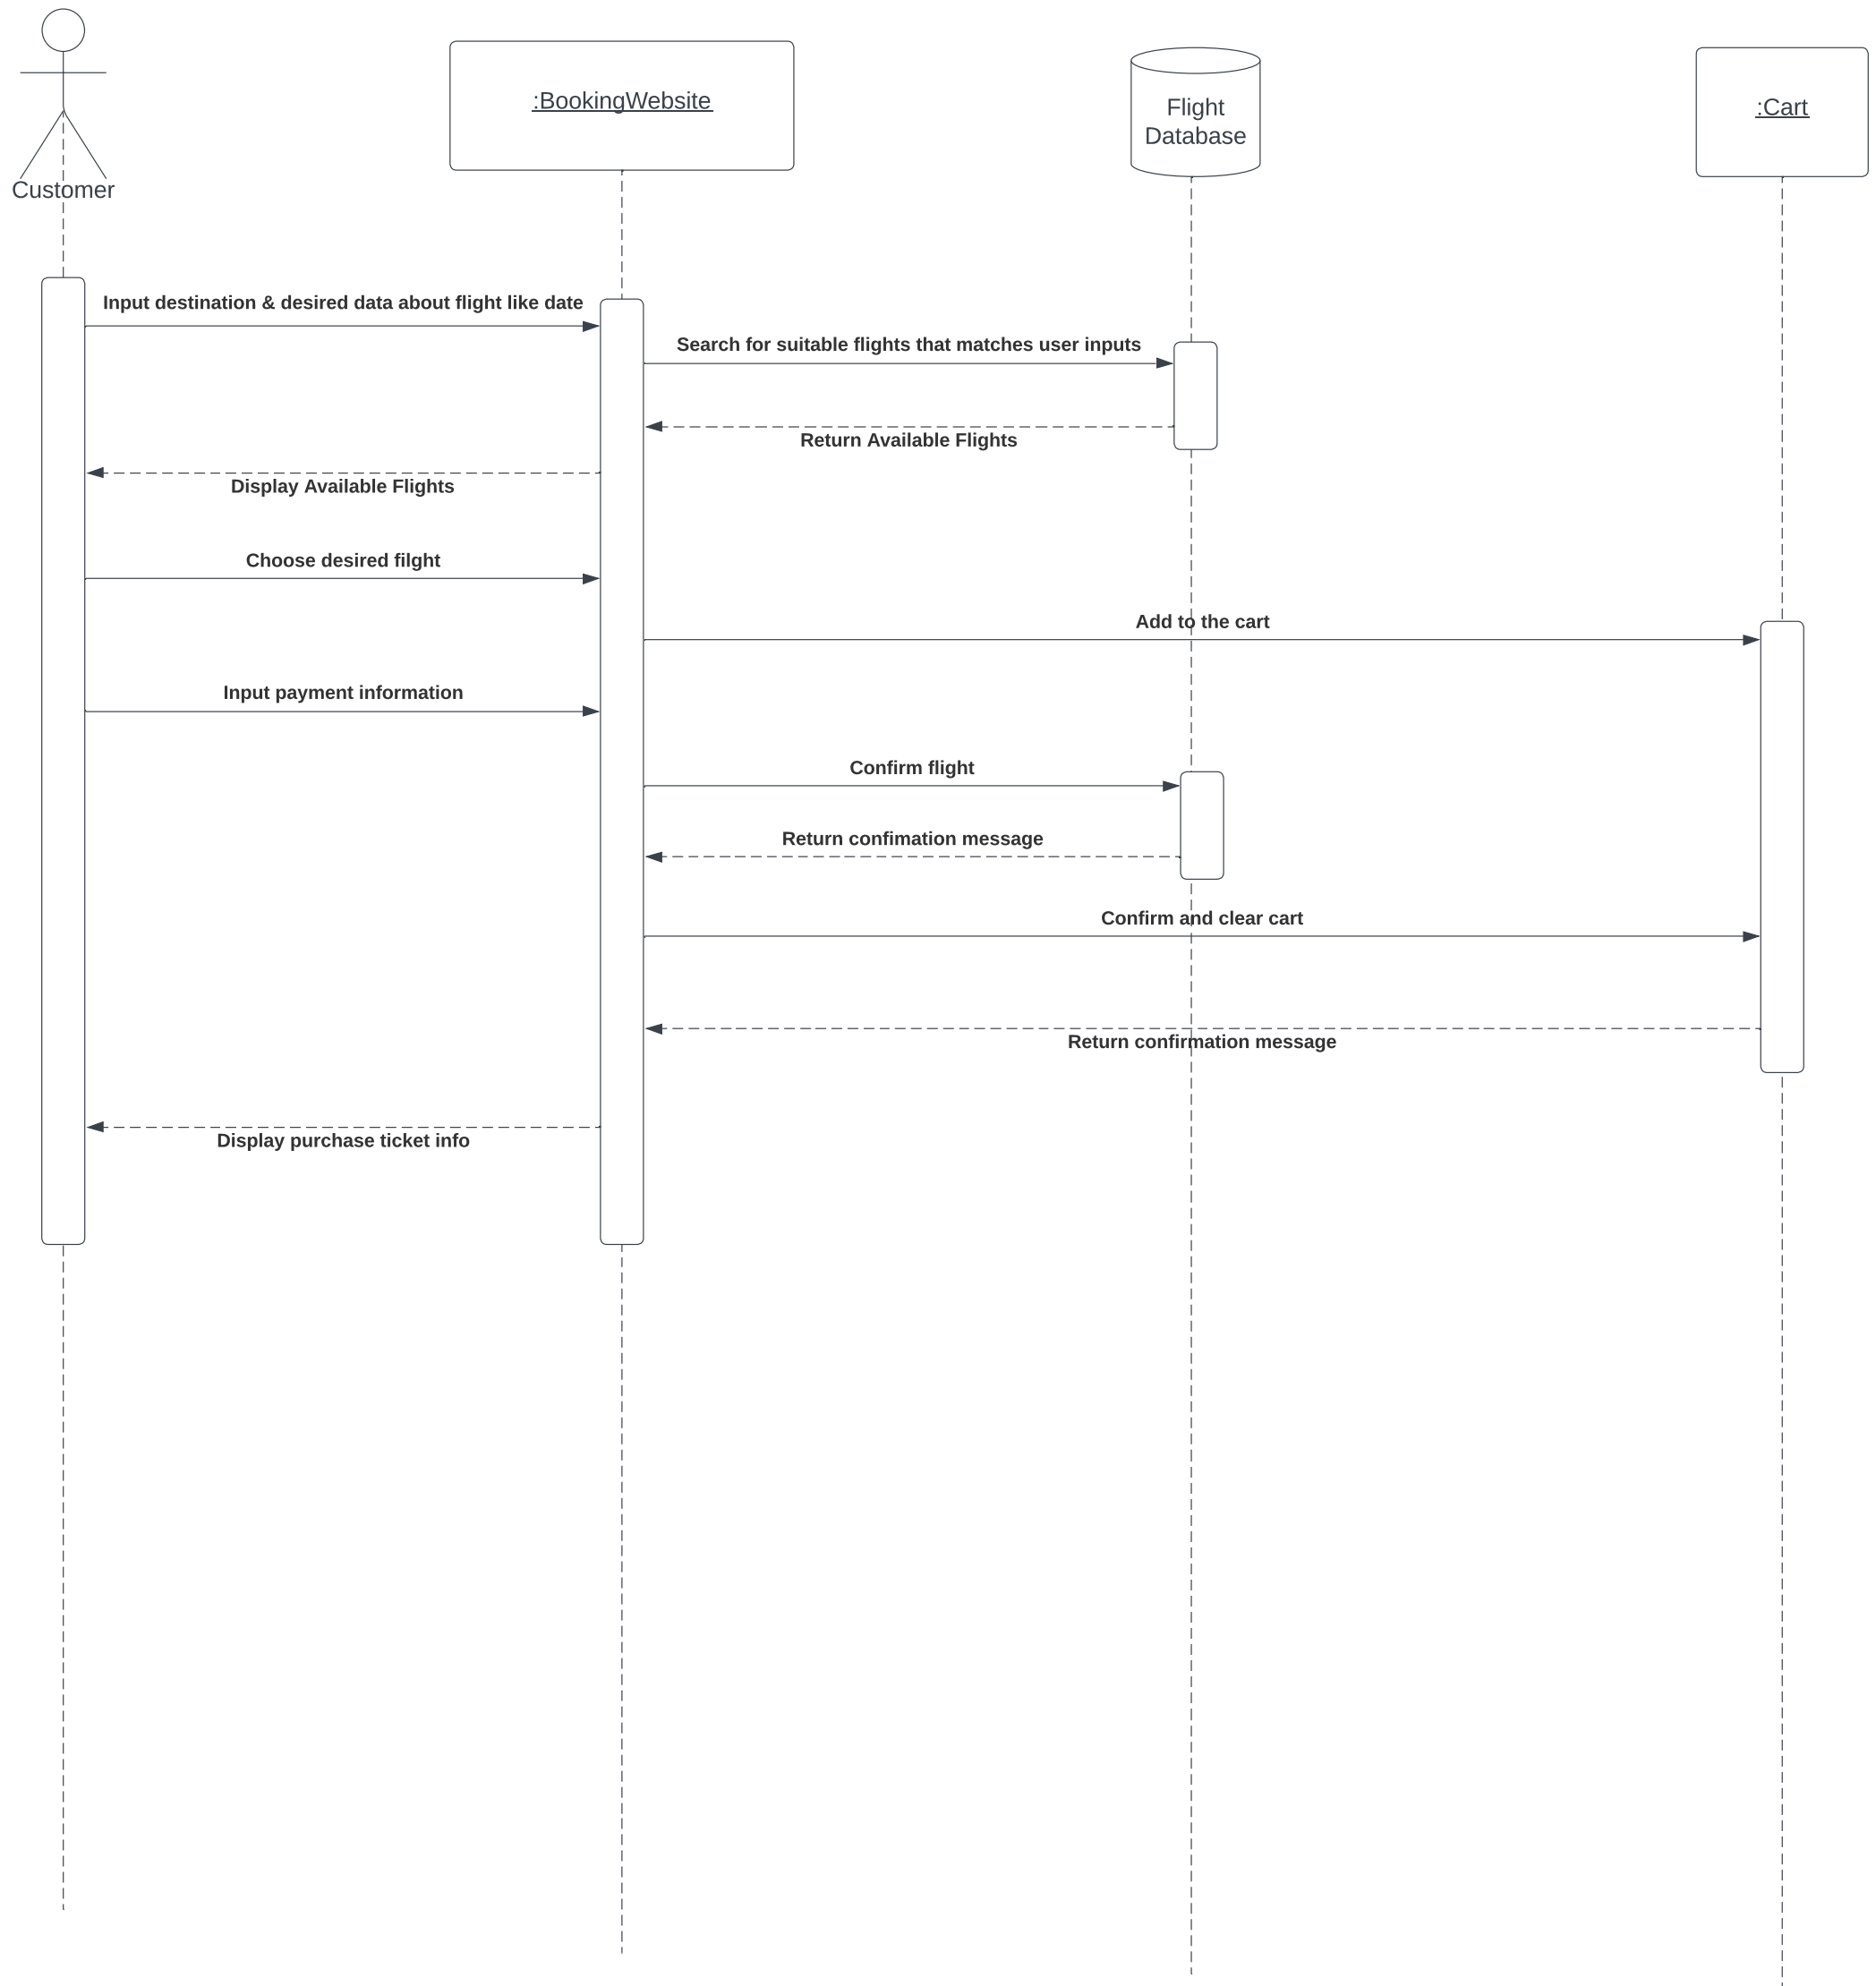 Customer
:BookingWebsite
Flight
Database
:Cart
Input destination & desired data about flight like date
Search for suitable flights that matches user inputs
Return Available Flights
Display Available Flights
Choose desired filght
Add to the cart
Input payment information
Confirm flight
Return confimation message
Confirm and clear cart
Return confirmation message
Display purchase ticket info